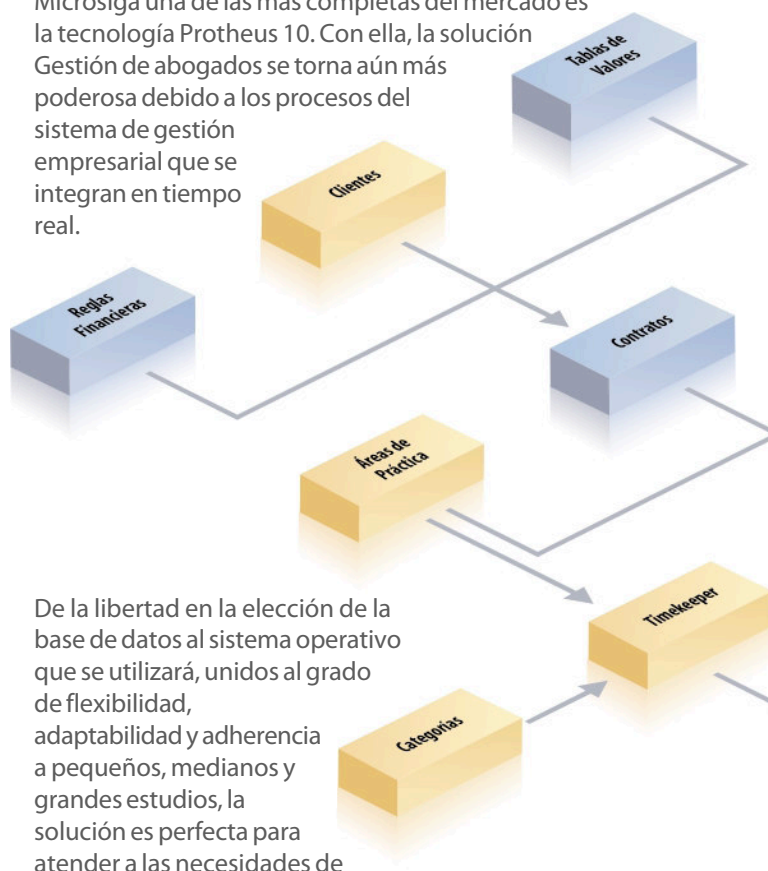 Microsiga una de las más completas del mercado es
la tecnología Protheus 10. Con ella, la solución
Gestión de abogados se torna aún más
poderosa debido a los procesos del
sistema de gestión
empresarial que se
integran en tiempo
real.
Tablas de
Valores
Clientes
Reglas
Financieras
Contratos
Áreas de
Práctica
Timekeeper
Categorías
De la libertad en la elección de la
base de datos al sistema operativo
que se utilizará, unidos al grado
de flexibilidad,
adaptabilidad y adherencia
a pequeños, medianos y
grandes estudios, la
solución es perfecta para
atender a las necesidades de